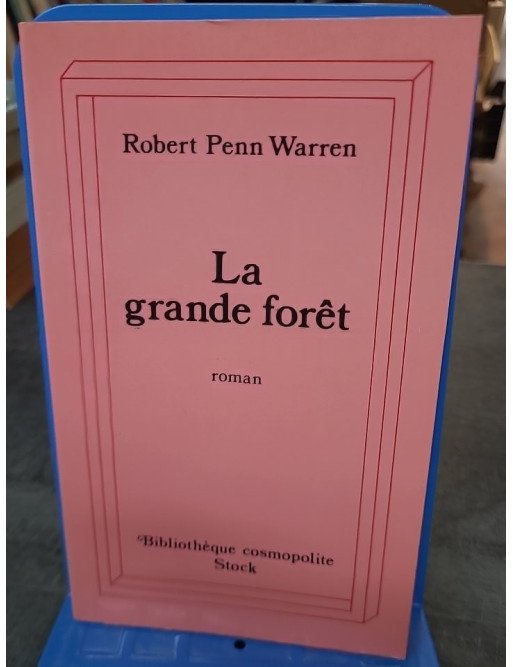 Robert Penn Warren
La
grande forêt
roman
Bibliothèque cosmopolite
Stock